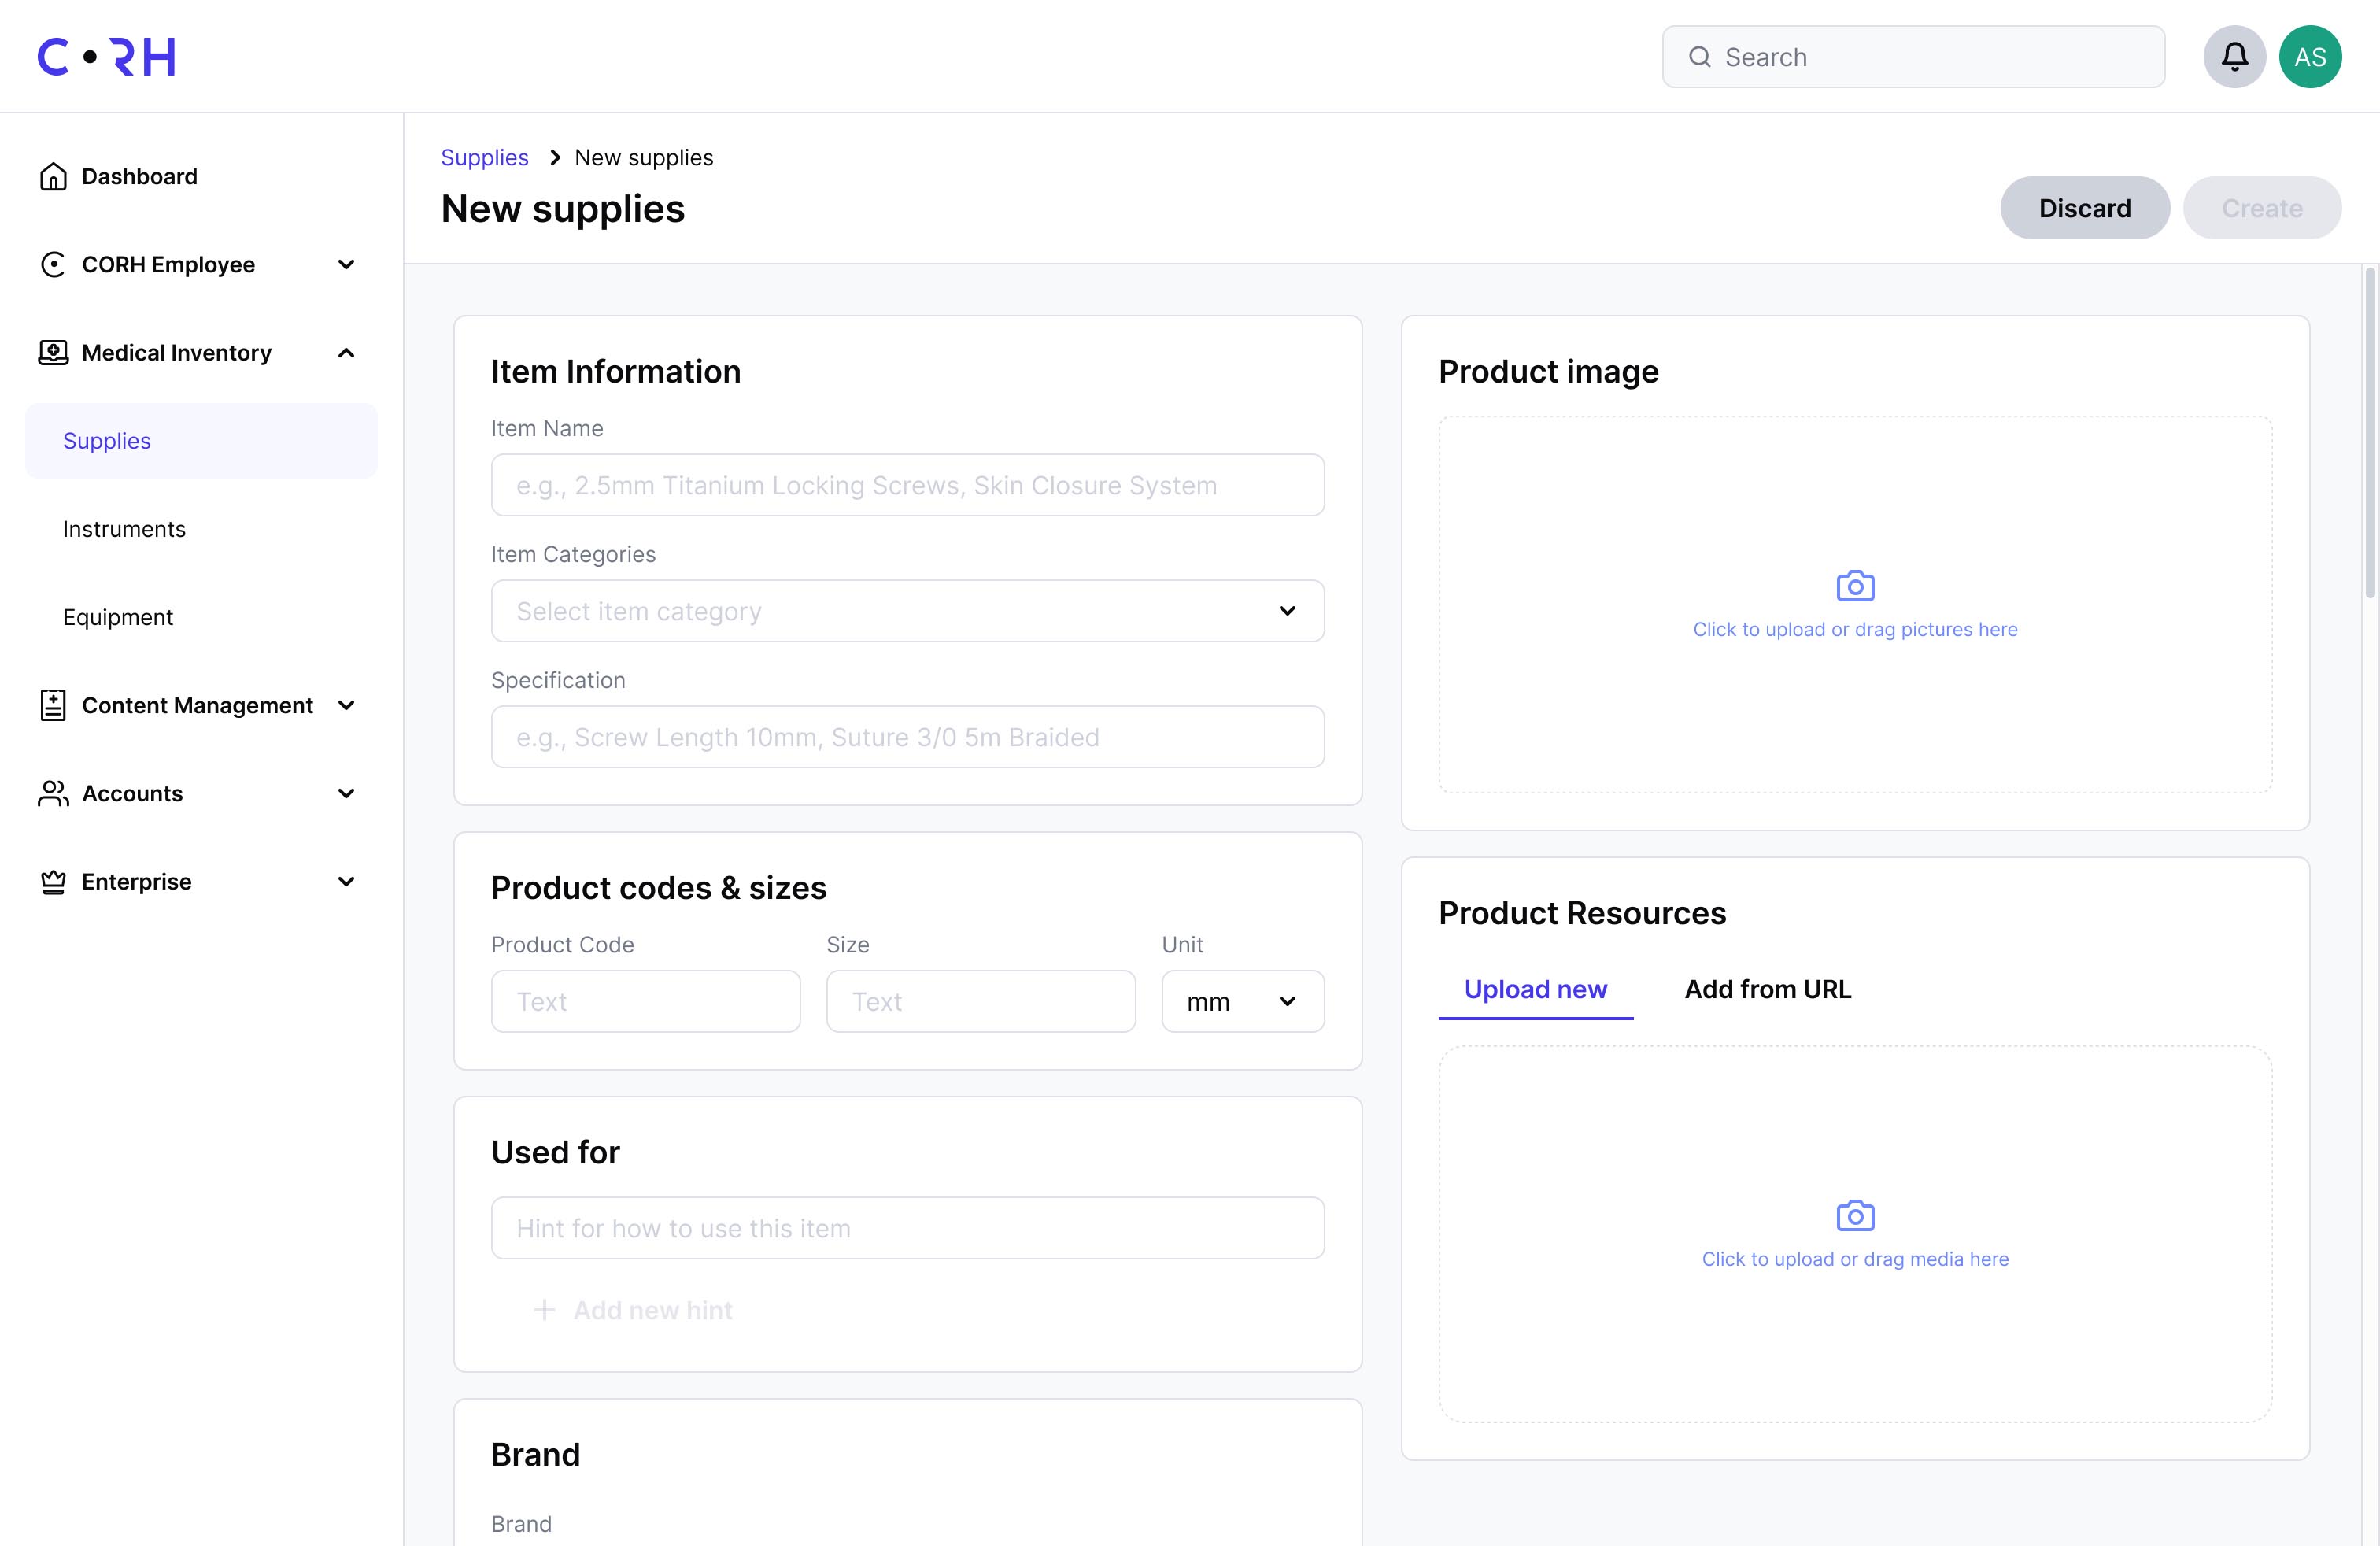 C•RH
Search
AS
Dashboard
CORH Employee
Medical Inventory
Supplies
Instruments
Equipment
Content Management
Accounts
Enterprise
Supplies > New supplies
New supplies
Discard
Create
Item Information
Item Name
e.g., 2.5mm Titanium Locking Screws, Skin Closure System
Item Categories
Select item category
Specification
e.g., Screw Length 10mm, Suture 3/0 5m Braided
Product codes & sizes
Product Code
Size
Unit
Text
Text
mm
Used for
Hint for how to use this item
+ Add new hint
Brand
Brand
Product image
Click to upload or drag pictures here
Product Resources
Upload new
Add from URL
Click to upload or drag media here